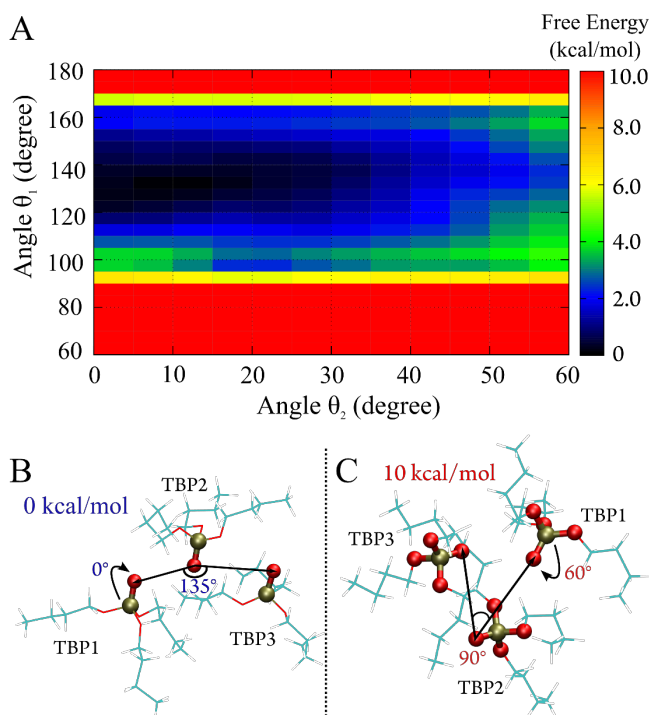 A
Free Energy
(kcal/mol)
Angle θ1 (degree)
180
160
140
120
100
80
60
0
10
20
30
40
50
60
Angle θ2 (degree)
10.0
8.0
6.0
4.0
2.0
0
B
0 kcal/mol
TBP2
0°
135°
TBP1
TBP3
C
10 kcal/mol
TBP1
TBP3
60°
90°
TBP2